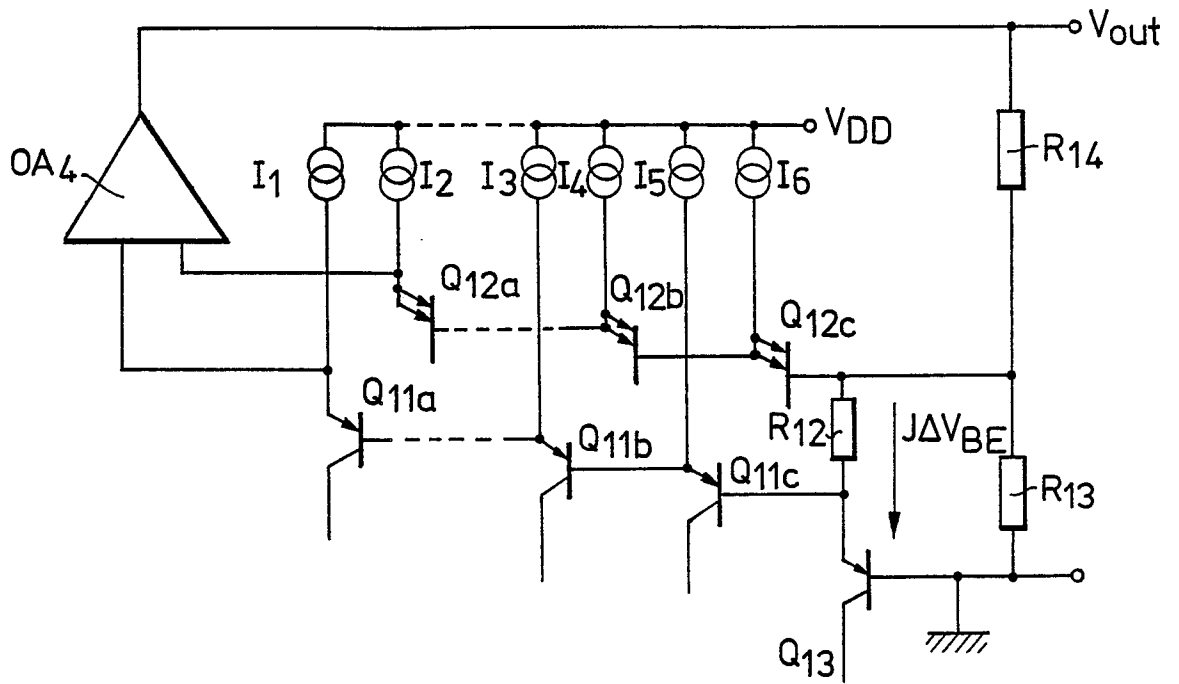 Vout
OA4
VDD
I1
I2
I3
I4
I5
I6
R14
Q12a
Q12b
Q12c
Q11a
R12
JΔVBE
Q11b
Q11c
R13
Q13